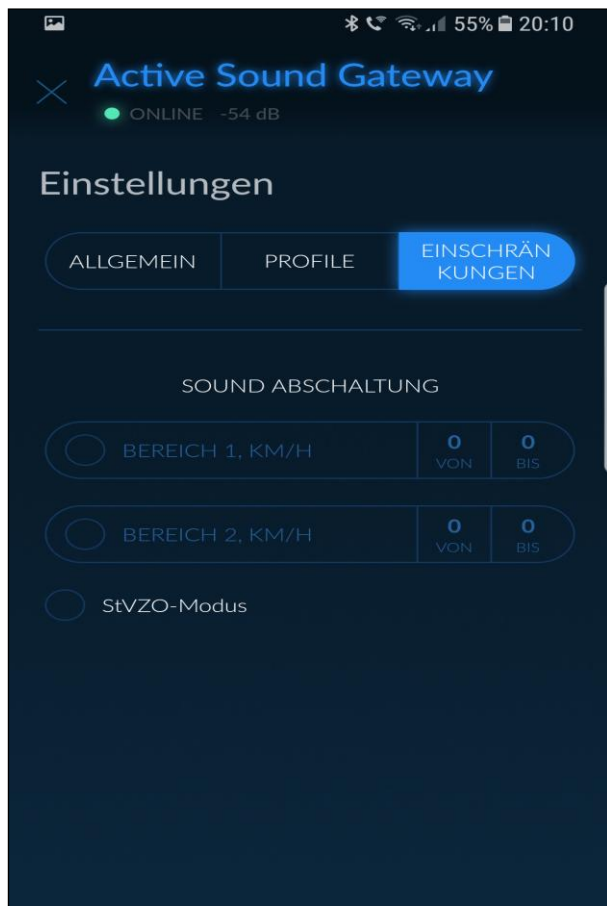 55% 20:10
Active Sound Gateway
ONLINE -54 dB
Einstellungen
ALLGEMEIN PROFILE EINSCHRÄN
KUNGEN
SOUND ABSCHALTUNG
BEREICH 1, KM/H 0 0
VON BIS
BEREICH 2, KM/H 0 0
VON BIS
StVZO-Modus